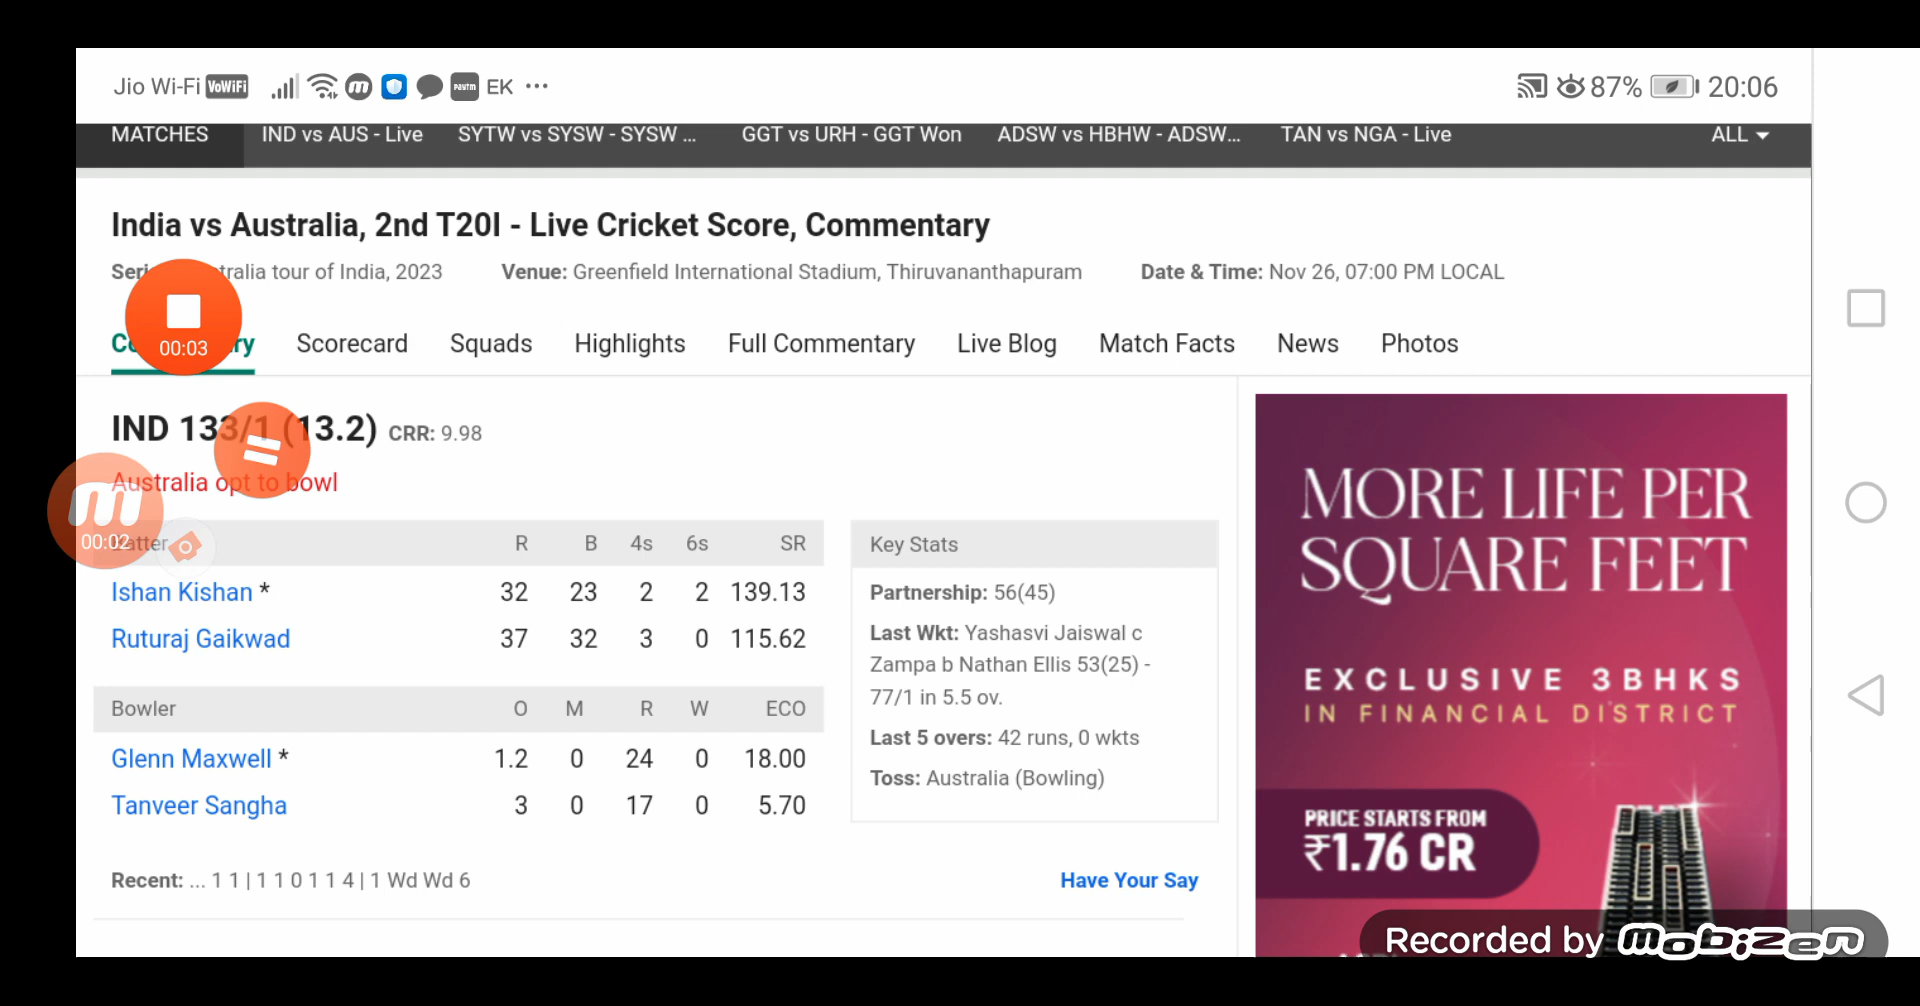 Jio Wi-Fi VoWiFi m Paytm EK ... 87% 20:06
MATCHES IND vs AUS - Live SYTW vs SYSW - SYSW ... GGT vs URH - GGT Won ADSW vs HBHW - ADSW... TAN vs NGA - Live ALL
India vs Australia, 2nd T20I - Live Cricket Score, Commentary
tour of India, 2023 Venue: Greenfield International Stadium, Thiruvananthapuram Date & Time: Nov 26, 07:00 PM LOCAL
00:03 Scorecard Squads Highlights Full Commentary Live Blog Match Facts News Photos
IND 133/1 (13.2) CRR: 9.98
Australia opt to bowl
m
00:02
R B 4s 6s SR
Ishan Kishan * 32 23 2 2 139.13
Ruturaj Gaikwad 37 32 3 0 115.62
Bowler O M R W ECO
Glenn Maxwell * 1.2 0 24 0 18.00
Tanveer Sangha 3 0 17 0 5.70
Recent: ... 1 1 | 1 1 0 1 1 4 | 1 Wd Wd 6
Key Stats
Partnership: 56(45)
Last Wkt: Yashasvi Jaiswal c
Zampa b Nathan Ellis 53(25) -
77/1 in 5.5 ov.
Last 5 overs: 42 runs, 0 wkts
Toss: Australia (Bowling)
Have Your Say
MORE LIFE PER
SQUARE FEET
EXCLUSIVE 3BHKS
IN FINANCIAL DISTRICT
PRICE STARTS FROM
₹1.76 CR
Recorded by mobizen